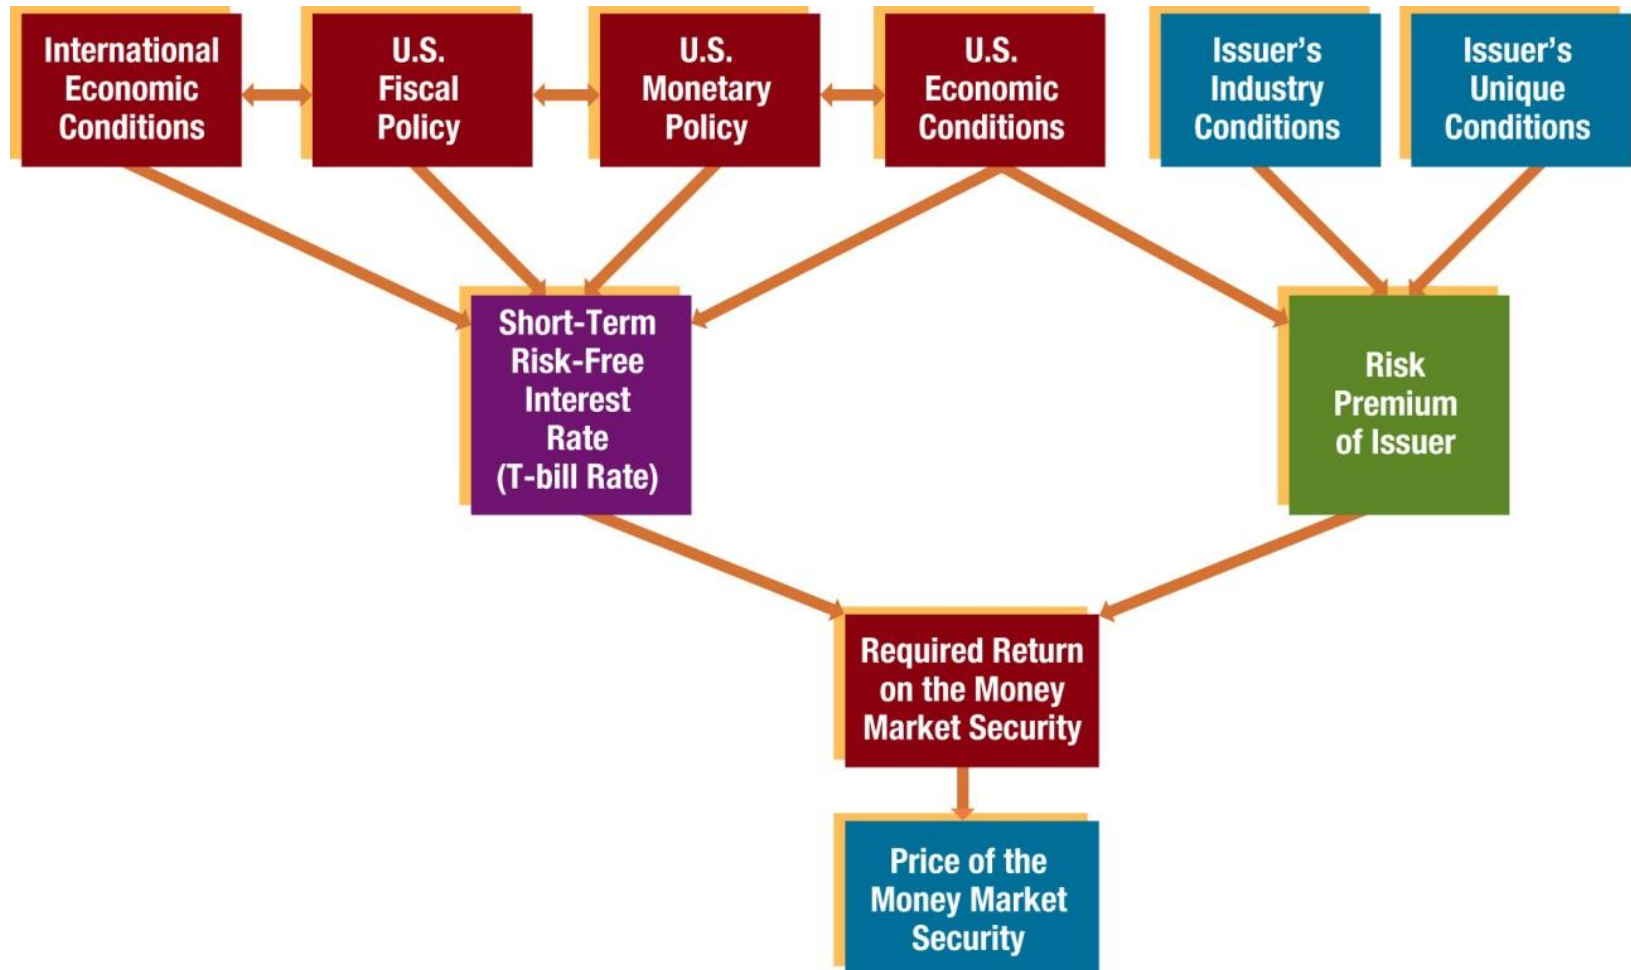 International
Economic
Conditions
U.S.
Fiscal
Policy
U.S.
Monetary
Policy
U.S.
Economic
Conditions
Issuer's
Industry
Conditions
Issuer's
Unique
Conditions
Short-Term
Risk-Free
Interest
Rate
(T-bill Rate)
Risk
Premium
of Issuer
Required Return
on the Money
Market Security
Price of the
Money Market
Security